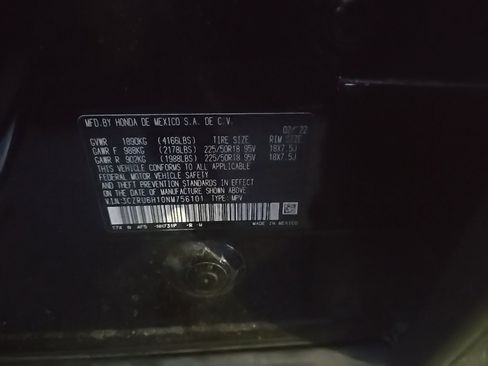 MFD.BY HONDA DE MEXICO S.A. DE C.V. 02/22
GVWR 1890KG (4166LBS) TIRE SIZE RIM SIZE
GAWR F 988KG (2178LBS) 225/50R18 95V 18X7.5J
GAWR R 902KG (1988LBS) 225/50R18 95V 18X7.5J
THIS VEHICLE CONFORMS TO ALL APPLICABLE
FEDERAL MOTOR VEHICLE SAFETY
AND THEFT PREVENTION STANDARDS IN EFFECT
ON THE DATE OF MANUFACTURE SHOWN ABOVE.
V.I.N:3CZRU6H10NM756101 TYPE: MPV
MADE IN MEXICO